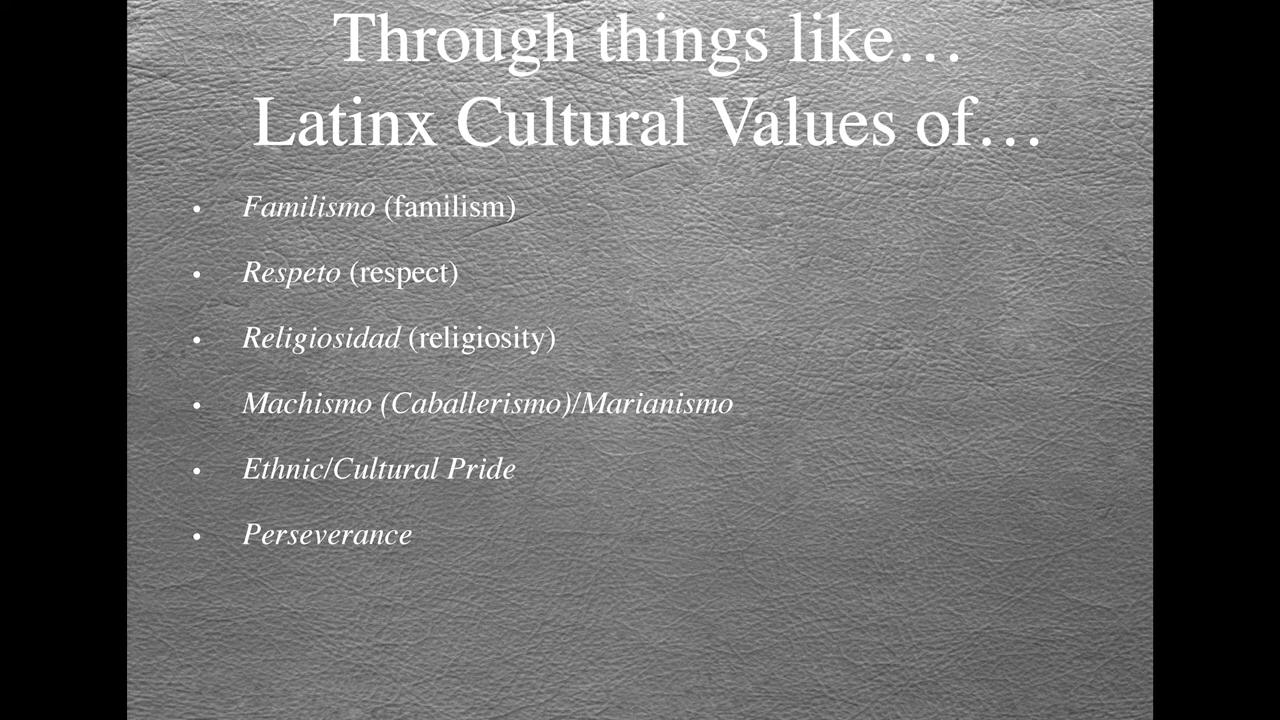 Through things like…
Latinx Cultural Values of…
• Familismo (familism)
• Respeto (respect)
• Religiosidad (religiosity)
• Machismo (Caballerismo)/Marianismo
• Ethnic/Cultural Pride
• Perseverance